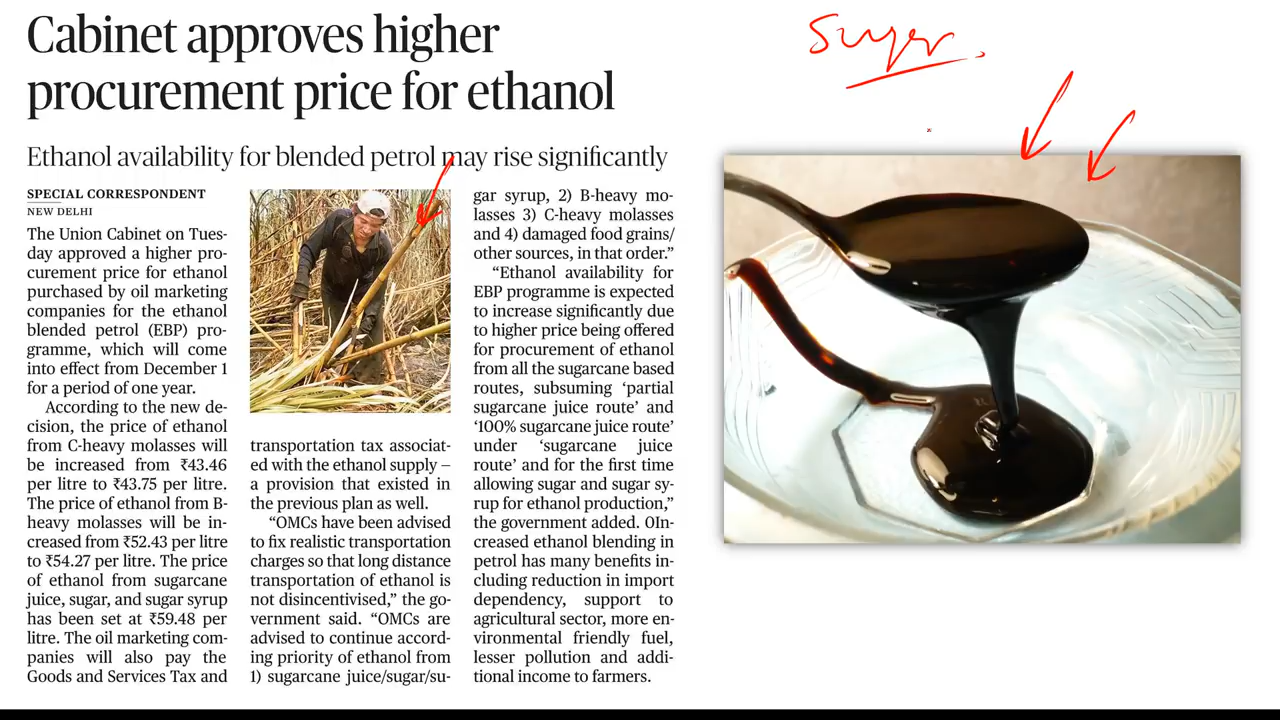 Cabinet approves higher
procurement price for ethanol
Ethanol availability for blended petrol may rise significantly
SPECIAL CORRESPONDENT
NEW DELHI
The Union Cabinet on Tues-
day approved a higher pro-
curement price for ethanol
purchased by oil marketing
companies for the ethanol
blended petrol (EBP) pro-
gramme, which will come
into effect from December 1
for a period of one year.
According to the new de-
cision, the price of ethanol
from C-heavy molasses will
be increased from ₹43.46
per litre to ₹43.75 per litre.
The price of ethanol from B-
heavy molasses will be in-
creased from ₹52.43 per litre
to ₹54.27 per litre. The price
of ethanol from sugarcane
juice, sugar, and sugar syrup
has been set at ₹59.48 per
litre. The oil marketing com-
panies will also pay the
Goods and Services Tax and
transportation tax associat-
ed with the ethanol supply –
a provision that existed in
the previous plan as well.
“OMCs have been advised
to fix realistic transportation
charges so that long distance
transportation of ethanol is
not disincentivised,” the go-
vernment said. “OMCs are
advised to continue accord-
ing priority of ethanol from
1) sugarcane juice/sugar/su-
gar syrup, 2) B-heavy mo-
lasses 3) C-heavy molasses
and 4) damaged food grains/
other sources, in that order.”
“Ethanol availability for
EBP programme is expected
to increase significantly due
to higher price being offered
for procurement of ethanol
from all the sugarcane based
routes, subsuming ‘partial
sugarcane juice route’ and
‘100% sugarcane juice route’
under ‘sugarcane juice
route’ and for the first time
allowing sugar and sugar sy-
rup for ethanol production,”
the government added. 0In-
creased ethanol blending in
petrol has many benefits in-
cluding reduction in import
dependency, support to
agricultural sector, more en-
vironmental friendly fuel,
lesser pollution and addi-
tional income to farmers.
Sugar